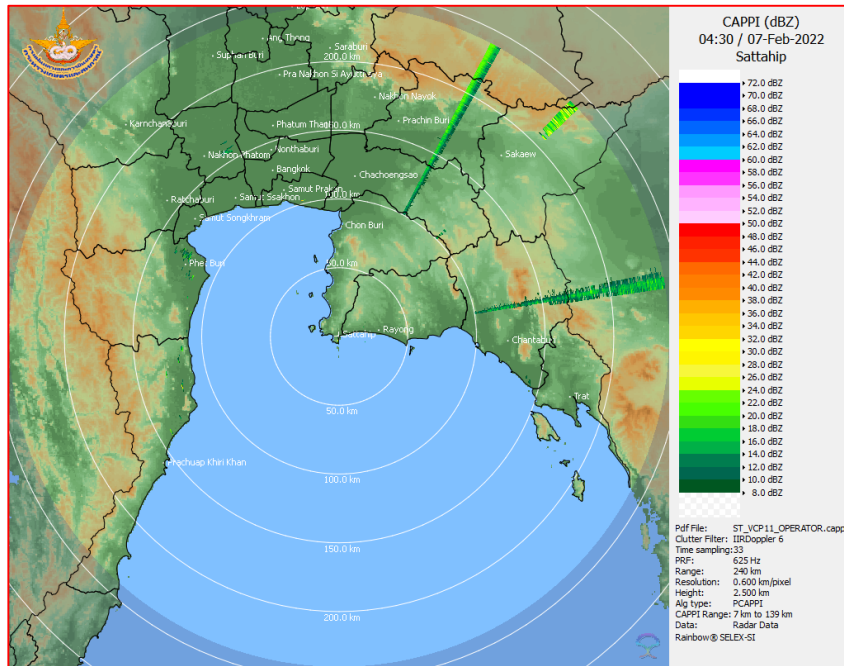 CAPPI (dBZ)
04:30 / 07-Feb-2022
Sattahip
72.0 dBZ
70.0 dBZ
68.0 dBZ
66.0 dBZ
64.0 dBZ
62.0 dBZ
60.0 dBZ
58.0 dBZ
56.0 dBZ
54.0 dBZ
52.0 dBZ
50.0 dBZ
48.0 dBZ
46.0 dBZ
44.0 dBZ
42.0 dBZ
40.0 dBZ
38.0 dBZ
36.0 dBZ
34.0 dBZ
32.0 dBZ
30.0 dBZ
28.0 dBZ
26.0 dBZ
24.0 dBZ
22.0 dBZ
20.0 dBZ
18.0 dBZ
16.0 dBZ
14.0 dBZ
12.0 dBZ
10.0 dBZ
8.0 dBZ
Pdf File: ST_VCP11_OPERATOR.capp
Clutter Filter: IIRDoppler 6
Time sampling:33
PRF: 625 Hz
Range: 240 km
Resolution: 0.600 km/pixel
Height: 2.500 km
Alg type: PCAPPI
CAPPI Range: 7 km to 139 km
Data: Radar Data
Rainbow® SELEX-SI
Ang Thong
Saraburi
Suphan Buri
200.0 km
Pra Nakhon Si Ayutthaya
Nakhon Nayok
Karnchanaburi
Phatum Thani
Prachin Buri
Nonthaburi
Nakhon Phatom
Sakaew
Bangkok
Chachoengsao
Samut Prakan
Ratchaburi
Samut Ssakhon
100.0 km
Samut Songkhram
Chon Buri
Phet Buri
50.0 km
Sattahip
Rayong
Chantaburi
Trat
50.0 km
Prachuap Khiri Khan
100.0 km
150.0 km
200.0 km